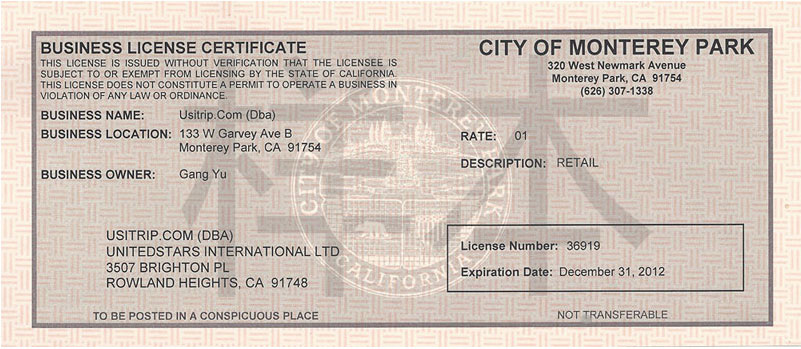 BUSINESS LICENSE CERTIFICATE
THIS LICENSE IS ISSUED WITHOUT VERIFICATION THAT THE LICENSEE IS
SUBJECT TO OR EXEMPT FROM LICENSING BY THE STATE OF CALIFORNIA
THIS LICENSE DOES NOT CONSTITUTE A PERMIT TO OPERATE A BUSINESS IN
VIOLATION OF ANY LAW OR ORDINANCE.
CITY OF MONTEREY PARK
320 West Newmark Avenue
Monterey Park, CA 91754
(626) 307-1338
BUSINESS NAME: Usitrip.Com (Dba)
BUSINESS LOCATION: 133 W Garvey Ave B
Monterey Park, CA 91754
BUSINESS OWNER: Gang Yu
RATE: 01
DESCRIPTION: RETAIL
样本
CITY OF MONTEREY PARK
CALIFORNIA
USITRIP.COM (DBA)
UNITEDSTARS INTERNATIONAL LTD
3507 BRIGHTON PL
ROWLAND HEIGHTS, CA 91748
License Number: 36919
Expiration Date: December 31, 2012
TO BE POSTED IN A CONSPICUOUS PLACE
NOT TRANSFERABLE